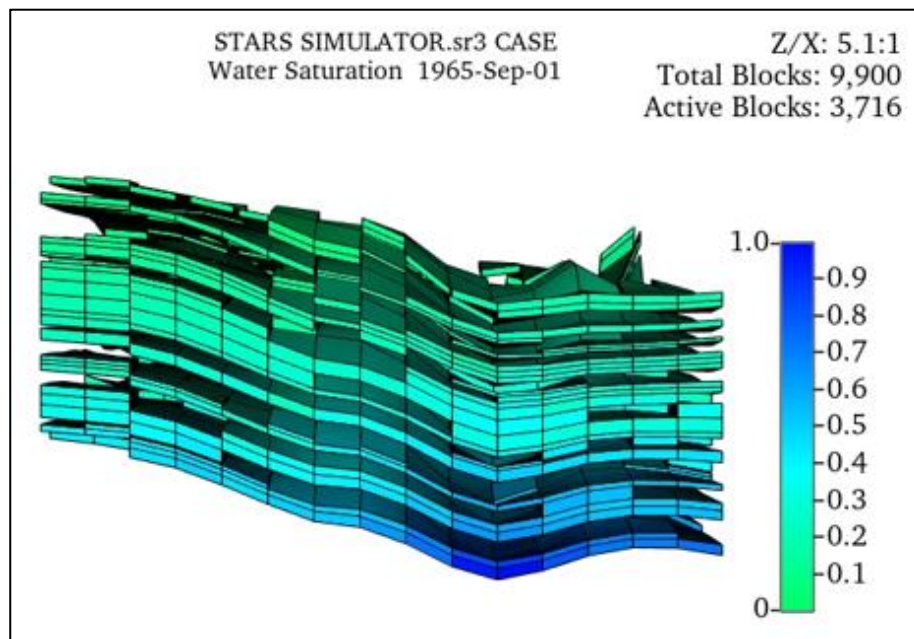 STARS SIMULATOR.sr3 CASE
Water Saturation 1965-Sep-01
Z/X: 5.1:1
Total Blocks: 9,900
Active Blocks: 3,716
1.0
0.9
0.8
0.7
0.6
0.5
0.4
0.3
0.2
0.1
0